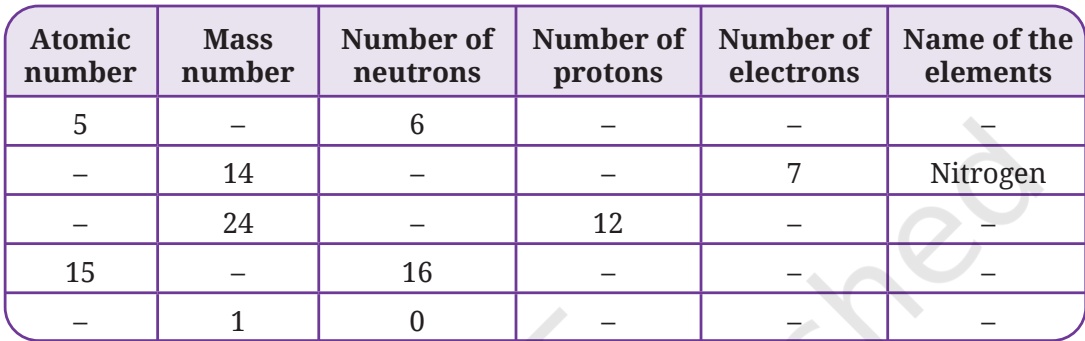 Atomic number | Mass number | Number of neutrons | Number of protons | Number of electrons | Name of the elements
5 | – | 6 | – | – | –
– | 14 | – | – | 7 | Nitrogen
– | 24 | – | 12 | – | –
15 | – | 16 | – | – | –
– | 1 | 0 | – | – | –